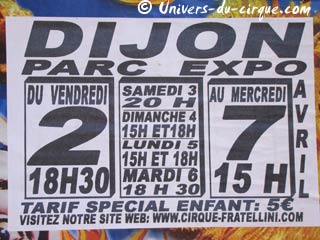 © Univers-du-cirque.com
DIJON
PARC EXPO
DU VENDREDI
2
18H30
SAMEDI 3
20 H
DIMANCHE 4
15H ET 18H
LUNDI 5
15H ET 18H
MARDI 6
18 H 30
AU MERCREDI
7
15 H
AVRIL
TARIF SPECIAL ENFANT: 5€
VISITEZ NOTRE SITE WEB: WWW.CIRQUE-FRATELLINI.COM